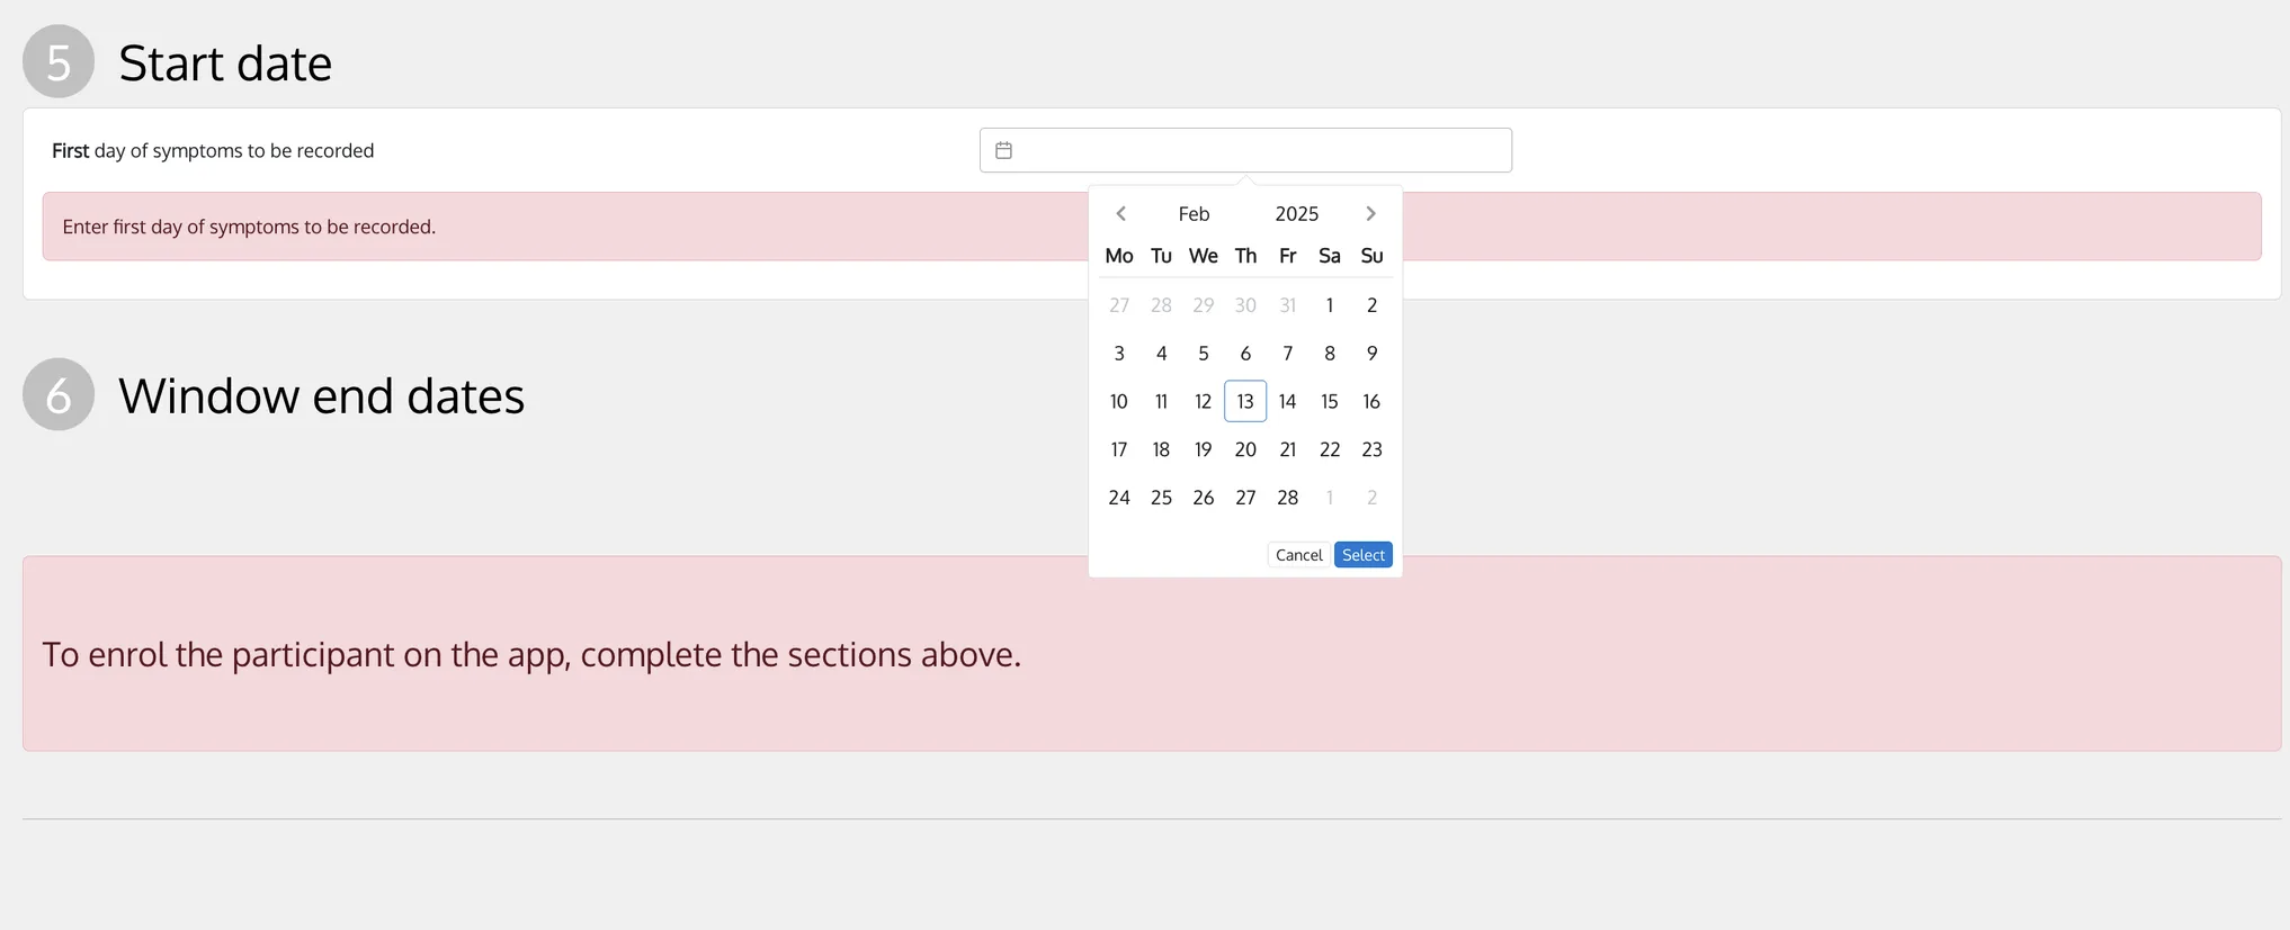 5 Start date
First day of symptoms to be recorded
Enter first day of symptoms to be recorded.
Feb 2025
Mo Tu We Th Fr Sa Su
27 28 29 30 31 1 2
3 4 5 6 7 8 9
10 11 12 13 14 15 16
17 18 19 20 21 22 23
24 25 26 27 28 1 2
Cancel Select
6 Window end dates
To enrol the participant on the app, complete the sections above.